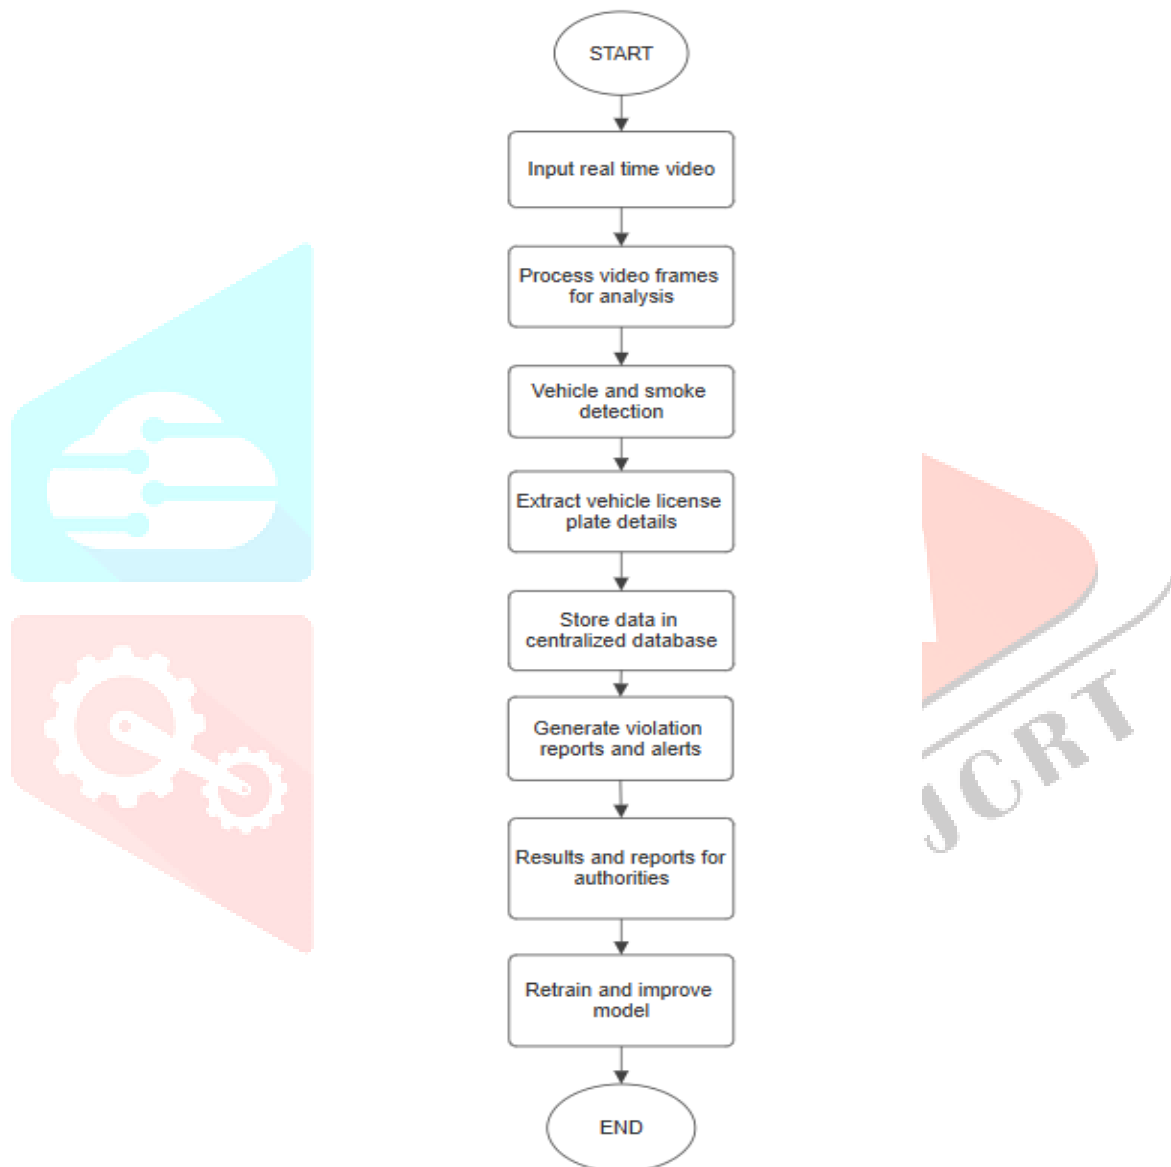 START
Input real time video
Process video frames
for analysis
Vehicle and smoke
detection
Extract vehicle license
plate details
Store data in
centralized database
Generate violation
reports and alerts
Results and reports for
authorities
Retrain and improve
model
END
JCRT